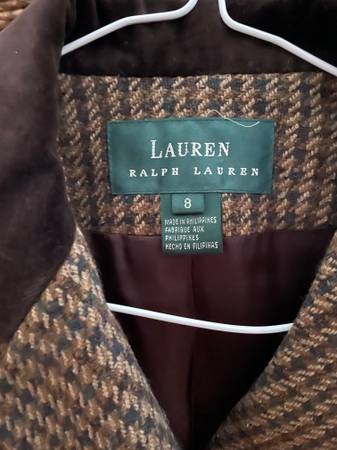 LAUREN
RALPH LAUREN
8
MADE IN PHILIPPINES
FABRIQUE AUX
PHILIPPINES
HECHO EN FILIPINAS